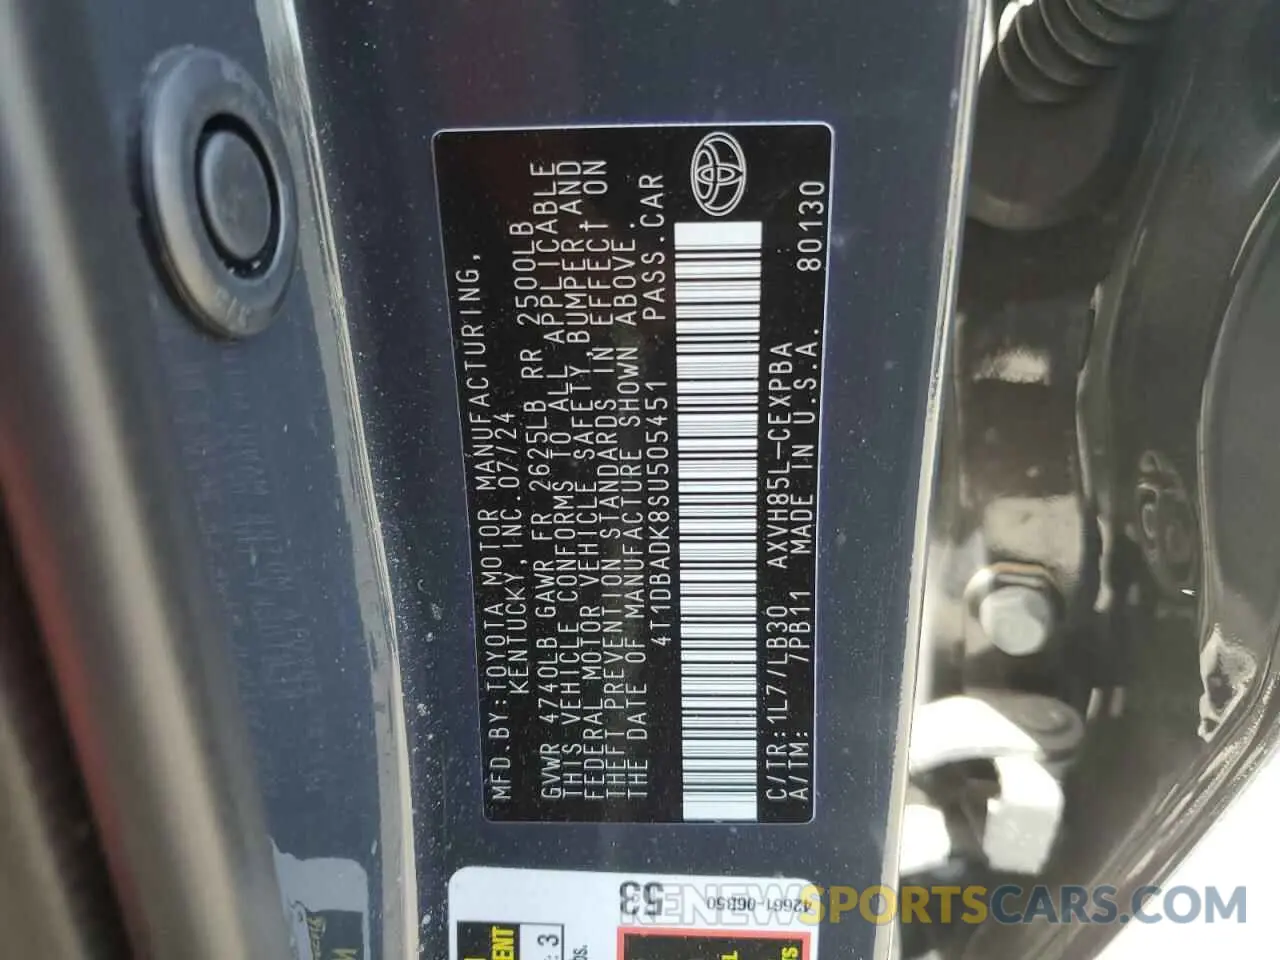 MFD.BY:TOYOTA MOTOR MANUFACTURING,
KENTUCKY,INC.07/24
GVWR 4740LB GAWR FR 2625LB RR 2500LB
THIS VEHICLE CONFORMS TO ALL APPLICABLE
FEDERAL MOTOR VEHICLE SAFETY,BUMPER,AND
THEFT PREVENTION STANDARDS IN EFFECT ON
THE DATE OF MANUFACTURE SHOWN ABOVE.
4T1DBADK8SU505451 PASS.CAR
C/TR:1L7/LB30 AXVH85L-CEXPBA
A/TM: 7PB11 MADE IN U.S.A. 80130
53
42661-06B50
3
RENEWSPORTSCARS.COM